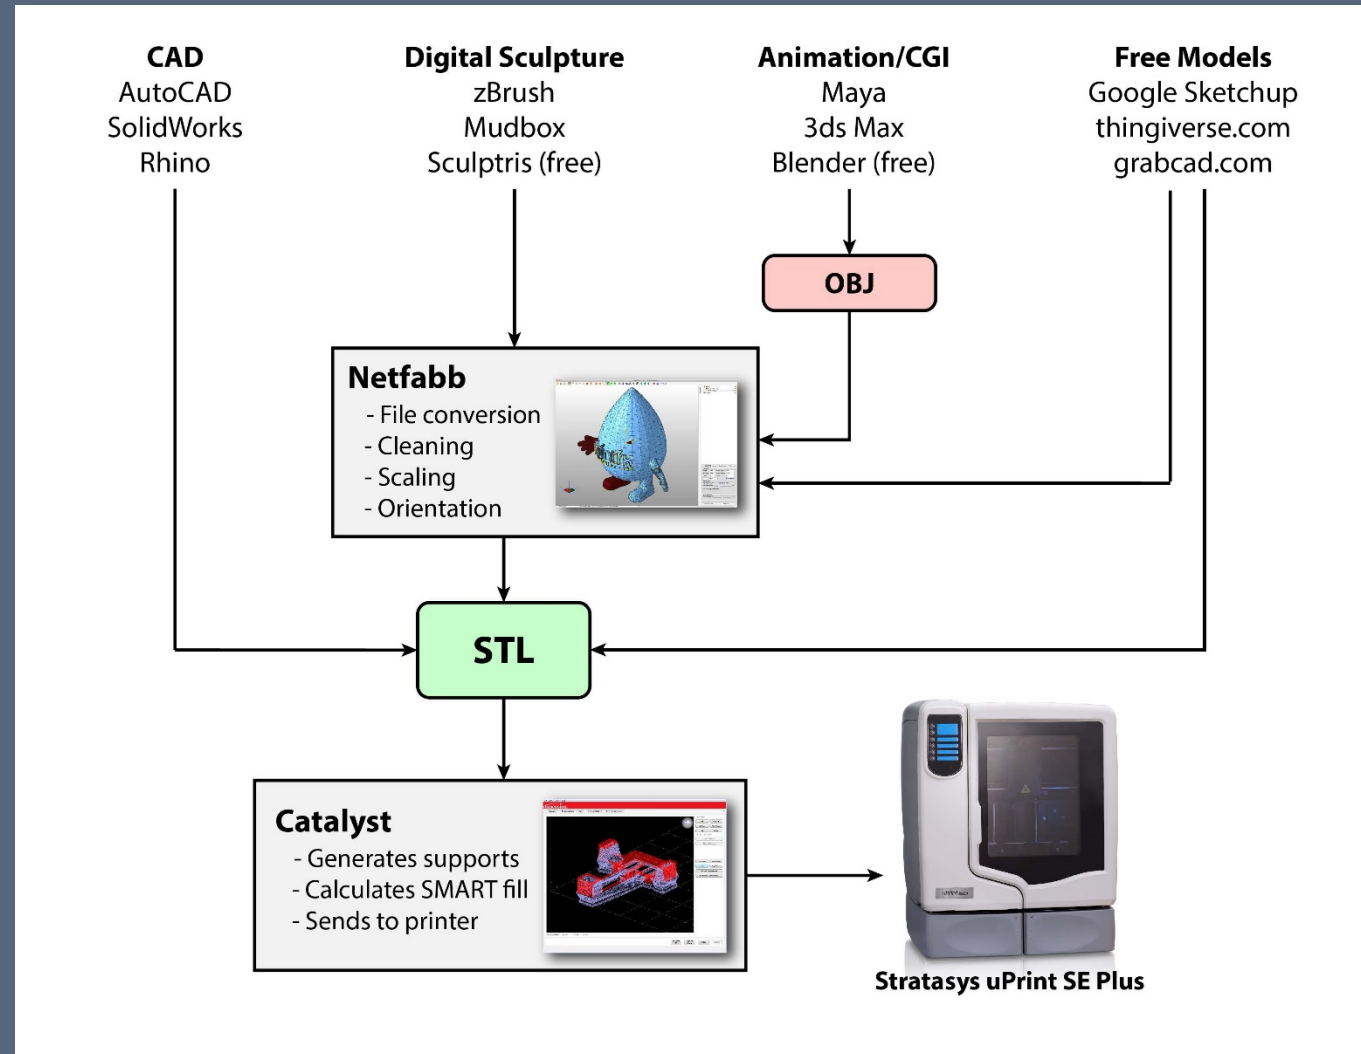 CAD
AutoCAD
SolidWorks
Rhino
Digital Sculpture
zBrush
Mudbox
Sculptris (free)
Animation/CGI
Maya
3ds Max
Blender (free)
Free Models
Google Sketchup
thingiverse.com
grabcad.com
OBJ
Netfabb
- File conversion
- Cleaning
- Scaling
- Orientation
STL
Catalyst
- Generates supports
- Calculates SMART fill
- Sends to printer
Stratasys uPrint SE Plus